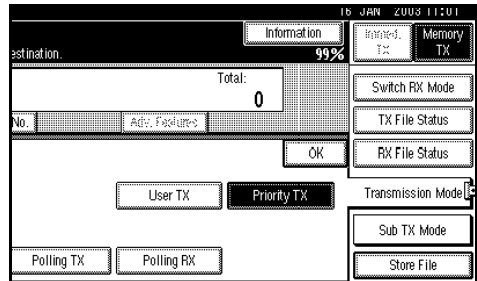 16 JAN 2003 11:01
Information
Immed. TX
Memory TX
estination.
99%
Total:
0
Switch RX Mode
No.
Adv. Features
TX File Status
OK
RX File Status
User TX
Priority TX
Transmission Mode
Sub TX Mode
Polling TX
Polling RX
Store File